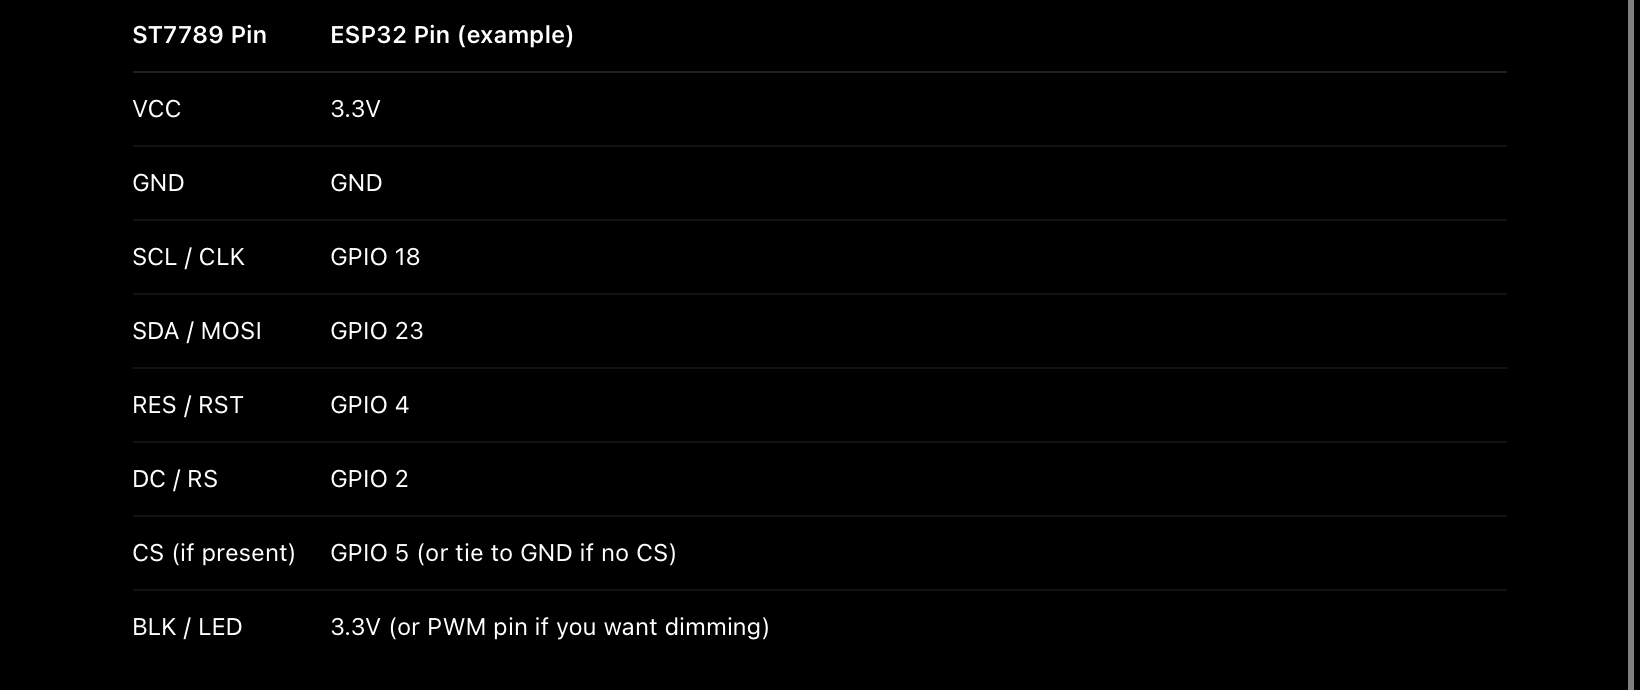 ST7789 Pin ESP32 Pin (example)
VCC 3.3V
GND GND
SCL / CLK GPIO 18
SDA / MOSI GPIO 23
RES / RST GPIO 4
DC / RS GPIO 2
CS (if present) GPIO 5 (or tie to GND if no CS)
BLK / LED 3.3V (or PWM pin if you want dimming)